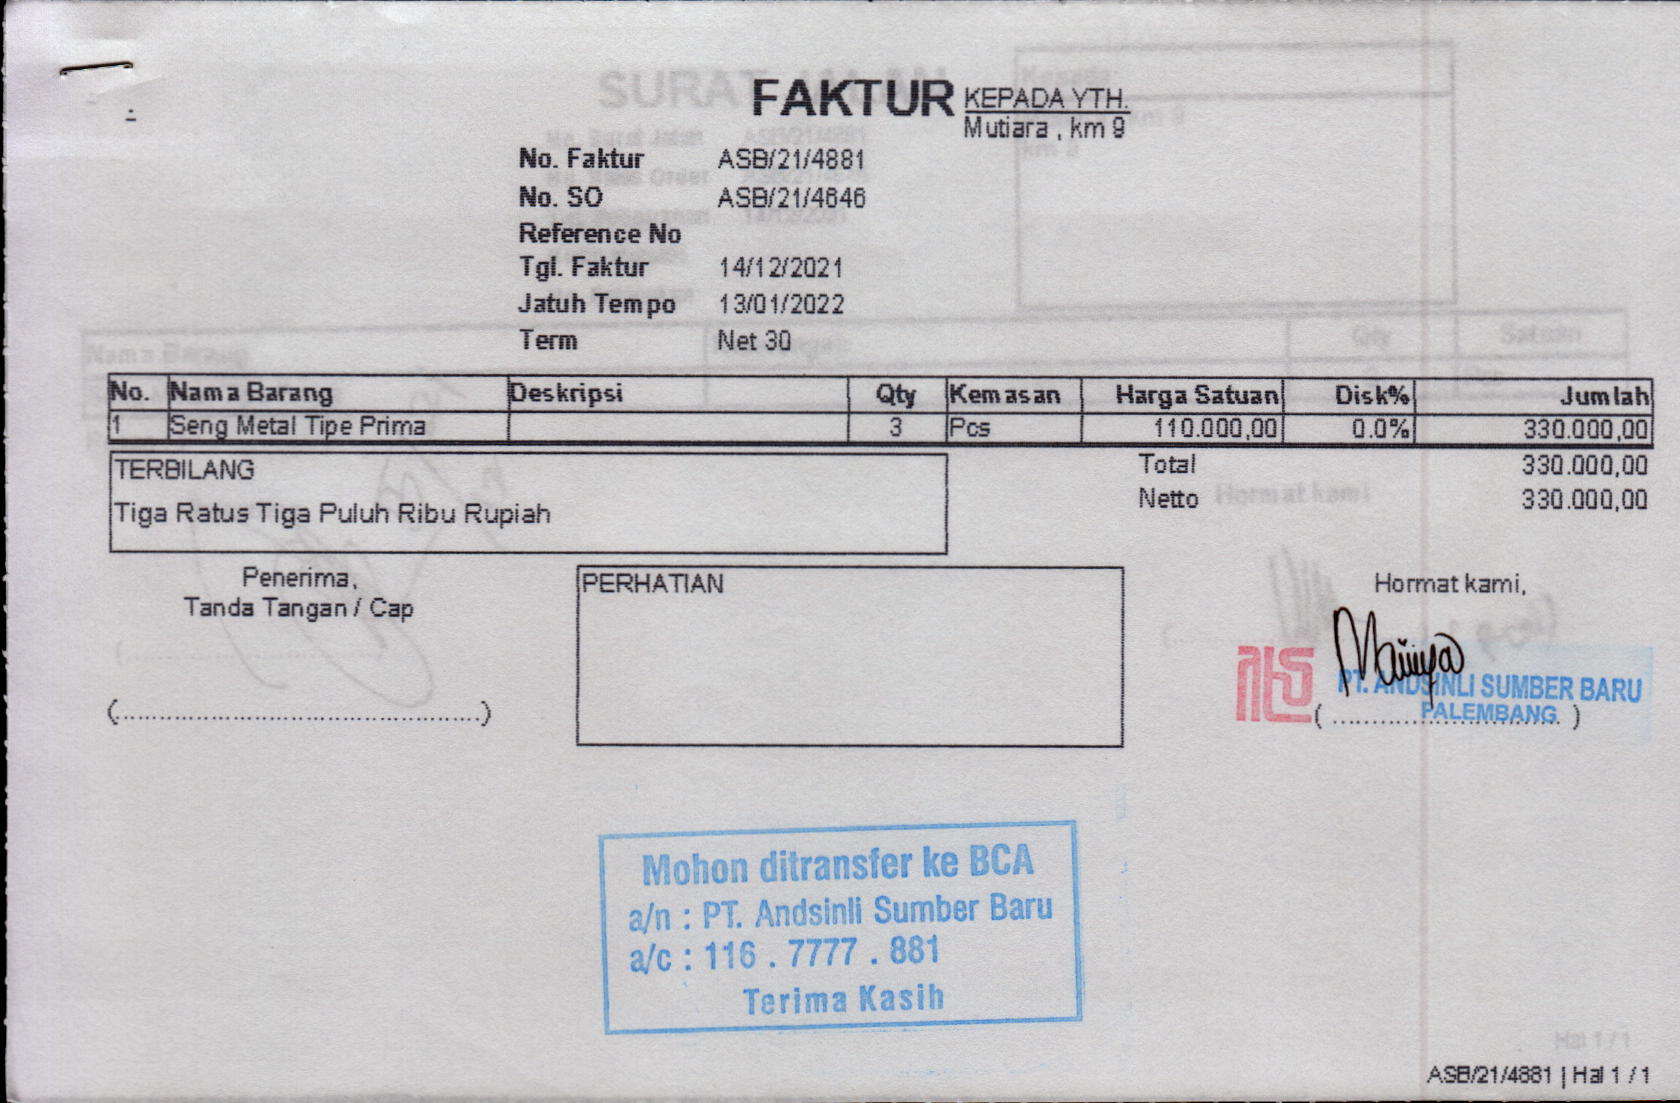 FAKTUR
KEPADA YTH.
Mutiara , km 9
No. Faktur ASB/21/4881
No. SO ASB/21/4646
Reference No
Tgl. Faktur 14/12/2021
Jatuh Tempo 13/01/2022
Term Net 30
No. Nama Barang Deskripsi Qty Kemasan Harga Satuan Disk% Jumlah
1 Seng Metal Tipe Prima 3 Pcs 110.000,00 0.0% 330.000,00
TERBILANG
Tiga Ratus Tiga Puluh Ribu Rupiah
Total 330.000,00
Netto 330.000,00
Penerima,
Tanda Tangan / Cap
(................................................)
PERHATIAN
Hormat kami,
PT. ANDSINLI SUMBER BARU
PALEMBANG
( .............................. )
Mohon ditransfer ke BCA
a/n : PT. Andsinli Sumber Baru
a/c : 116 . 7777 . 881
Terima Kasih
ASB/21/4881 | Hal 1 / 1